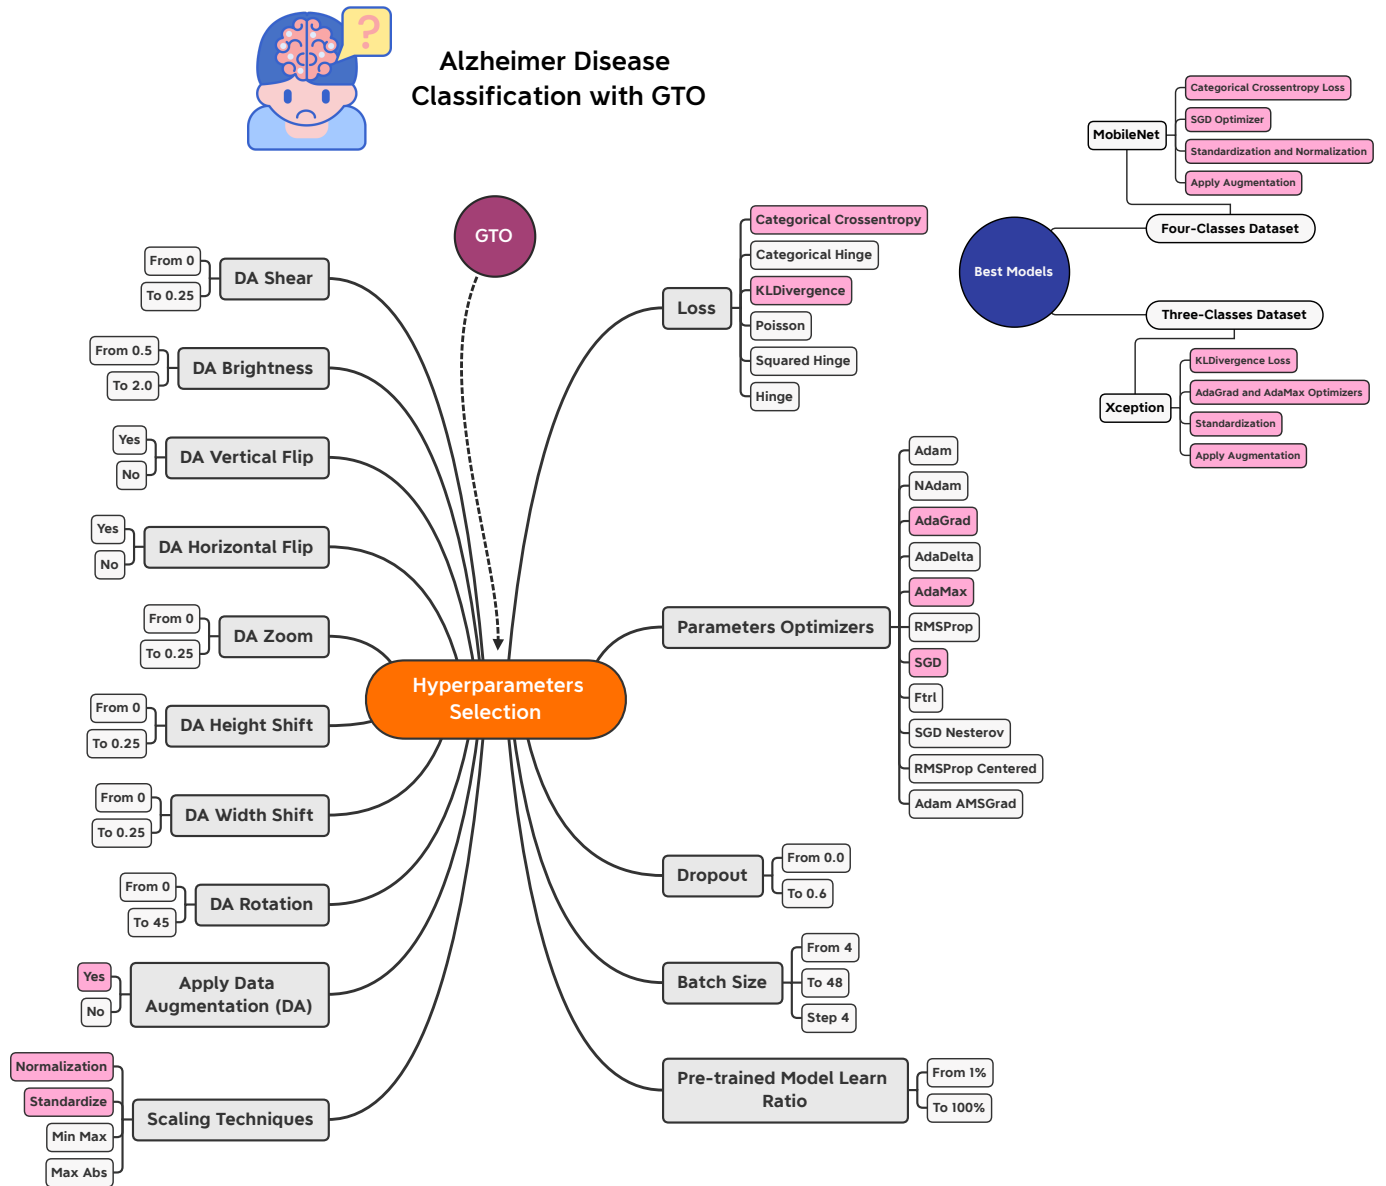 ?
Alzheimer Disease
Classification with GTO
GTO
DA Shear
From 0
To 0.25
DA Brightness
From 0.5
To 2.0
DA Vertical Flip
Yes
No
DA Horizontal Flip
Yes
No
DA Zoom
From 0
To 0.25
DA Height Shift
From 0
To 0.25
DA Width Shift
From 0
To 0.25
DA Rotation
From 0
To 45
Apply Data
Augmentation (DA)
Yes
No
Scaling Techniques
Normalization
Standardize
Min Max
Max Abs
Hyperparameters
Selection
Loss
Categorical Crossentropy
Categorical Hinge
KLDivergence
Poisson
Squared Hinge
Hinge
Parameters Optimizers
Adam
NAdam
AdaGrad
AdaDelta
AdaMax
RMSProp
SGD
Ftrl
SGD Nesterov
RMSProp Centered
Adam AMSGrad
Dropout
From 0.0
To 0.6
Batch Size
From 4
To 48
Step 4
Pre-trained Model Learn
Ratio
From 1%
To 100%
Best Models
Four-Classes Dataset
MobileNet
Categorical Crossentropy Loss
SGD Optimizer
Standardization and Normalization
Apply Augmentation
Three-Classes Dataset
Xception
KLDivergence Loss
AdaGrad and AdaMax Optimizers
Standardization
Apply Augmentation